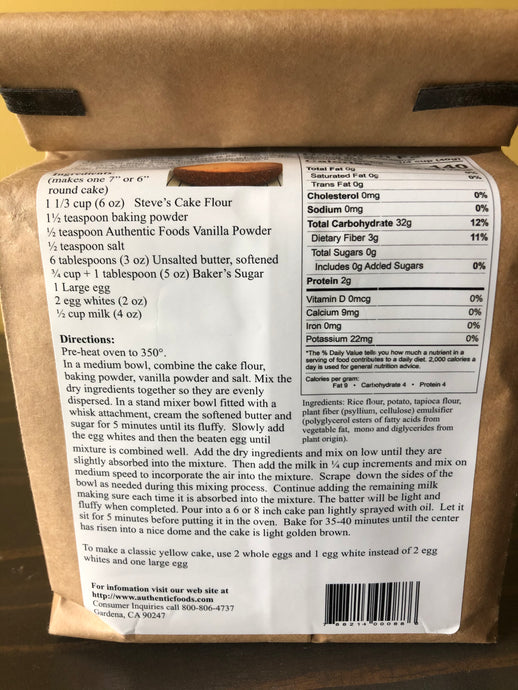 Ingredients:
(makes one 7" or 6"
round cake)
1 1/3 cup (6 oz) Steve's Cake Flour
1½ teaspoon baking powder
½ teaspoon Authentic Foods Vanilla Powder
½ teaspoon salt
6 tablespoons (3 oz) Unsalted butter, softened
¾ cup + 1 tablespoon (5 oz) Baker's Sugar
1 Large egg
2 egg whites (2 oz)
½ cup milk (4 oz)
Directions:
Pre-heat oven to 350°.
In a medium bowl, combine the cake flour,
baking powder, vanilla powder and salt. Mix the
dry ingredients together so they are evenly
dispersed. In a stand mixer bowl fitted with a
whisk attachment, cream the softened butter and
sugar for 5 minutes until its fluffy. Slowly add
the egg whites and then the beaten egg until
mixture is combined well. Add the dry ingredients and mix on low until they are
slightly absorbed into the mixture. Then add the milk in ¼ cup increments and mix on
medium speed to incorporate the air into the mixture. Scrape down the sides of the
bowl as needed during this mixing process. Continue adding the remaining milk
making sure each time it is absorbed into the mixture. The batter will be light and
fluffy when completed. Pour into a 6 or 8 inch cake pan lightly sprayed with oil. Let it
sit for 5 minutes before putting it in the oven. Bake for 35-40 minutes until the center
has risen into a nice dome and the cake is light golden brown.
To make a classic yellow cake, use 2 whole eggs and 1 egg white instead of 2 egg
whites and one large egg
For infomation visit our web site at
http://www.authenticfoods.com
Consumer Inquiries call 800-806-4737
Gardena, CA 90247
140
Total Fat 0g 0%
Saturated Fat 0g 0%
Trans Fat 0g
Cholesterol 0mg 0%
Sodium 0mg 0%
Total Carbohydrate 32g 12%
Dietary Fiber 3g 11%
Total Sugars 0g
Includes 0g Added Sugars 0%
Protein 2g
Vitamin D 0mcg 0%
Calcium 9mg 0%
Iron 0mg 0%
Potassium 22mg 0%
*The % Daily Value tells you how much a nutrient in a
serving of food contributes to a daily diet. 2,000 calories a
day is used for general nutrition advice.
Calories per gram:
Fat 9 • Carbohydrate 4 • Protein 4
Ingredients: Rice flour, potato, tapioca flour,
plant fiber (psyllium, cellulose) emulsifier
(polyglycerol esters of fatty acids from
vegetable fat, mono and diglycerides from
plant origin).